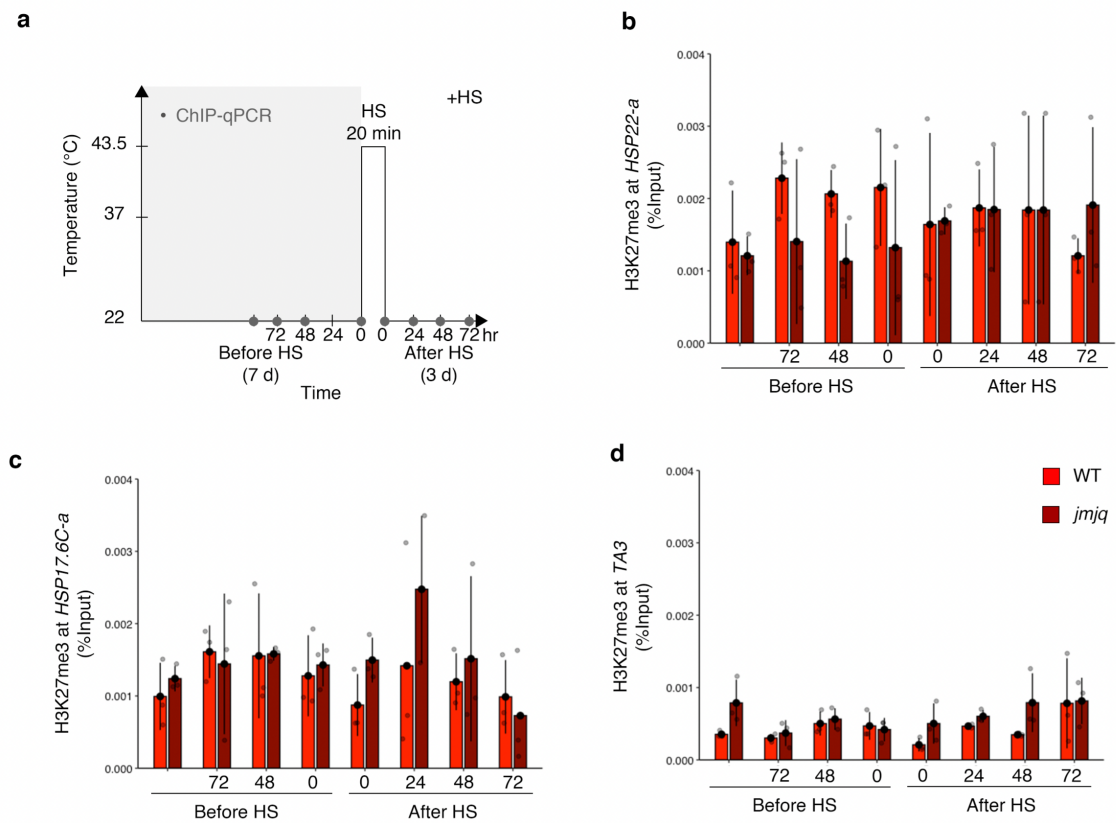 a
ChIP-qPCR
HS
20 min
+HS
Temperature (°C)
43.5
37
22
72 48 24 0 0 24 48 72 hr
Before HS
(7 d)
After HS
(3 d)
Time
b
H3K27me3 at HSP22-a
(%Input)
0.004
0.003
0.002
0.001
0.000
72 48 0 0 24 48 72
Before HS After HS
c
H3K27me3 at HSP17.6C-a
(%Input)
0.004
0.003
0.002
0.001
0.000
72 48 0 0 24 48 72
Before HS After HS
d
H3K27me3 at TA3
(%Input)
0.004
0.003
0.002
0.001
0.000
72 48 0 0 24 48 72
Before HS After HS
WT
jmjq